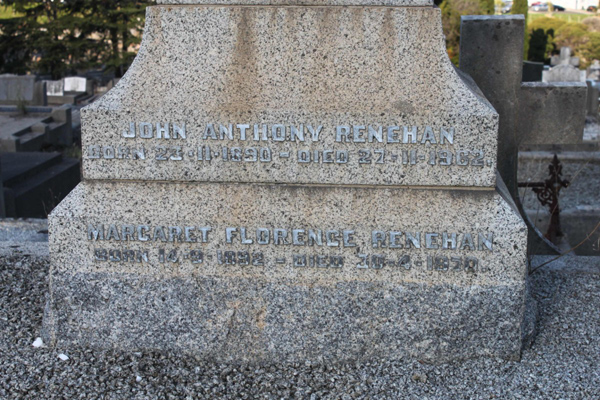 JOHN ANTHONY RENEHAN
BORN 23·11·1890 – DIED 27·11·1962
MARGARET FLORENCE RENEHAN
BORN – DIED